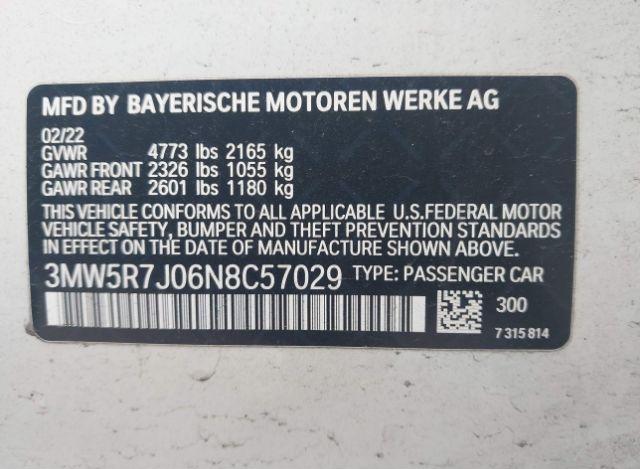 MFD BY BAYERISCHE MOTOREN WERKE AG
02/22
GVWR 4773 lbs 2165 kg
GAWR FRONT 2326 lbs 1055 kg
GAWR REAR 2601 lbs 1180 kg
THIS VEHICLE CONFORMS TO ALL APPLICABLE U.S.FEDERAL MOTOR
VEHICLE SAFETY, BUMPER AND THEFT PREVENTION STANDARDS
IN EFFECT ON THE DATE OF MANUFACTURE SHOWN ABOVE.
3MW5R7J06N8C57029 TYPE: PASSENGER CAR
300
7 315 814